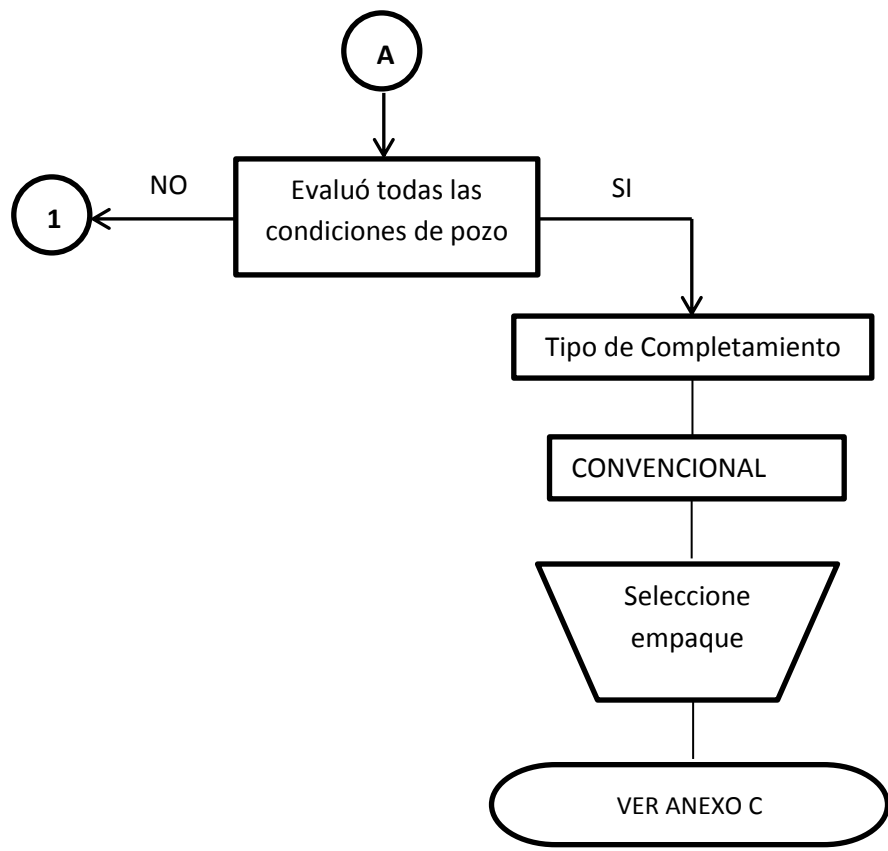 A
NO
1
Evaluó todas las
condiciones de pozo
SI
Tipo de Completamiento
CONVENCIONAL
Seleccione
empaque
VER ANEXO C